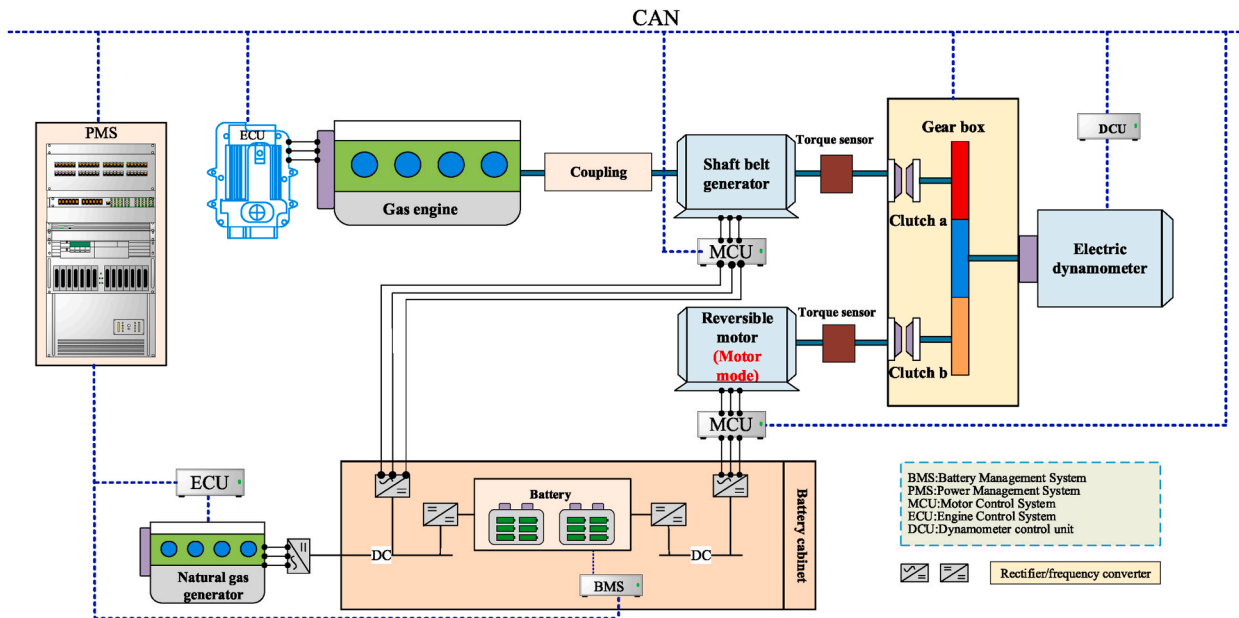 CAN
PMS
ECU
Gas engine
Coupling
Shaft belt
generator
Torque sensor
Gear box
Clutch a
DCU
Electric
dynamometer
MCU
Reversible
motor
(Motor
mode)
Torque sensor
Clutch b
MCU
ECU
Natural gas
generator
DC
Battery
DC
BMS
Battery cabinet
BMS:Battery Management System
PMS:Power Management System
MCU:Motor Control System
ECU:Engine Control System
DCU:Dynamometer control unit
Rectifier/frequency converter